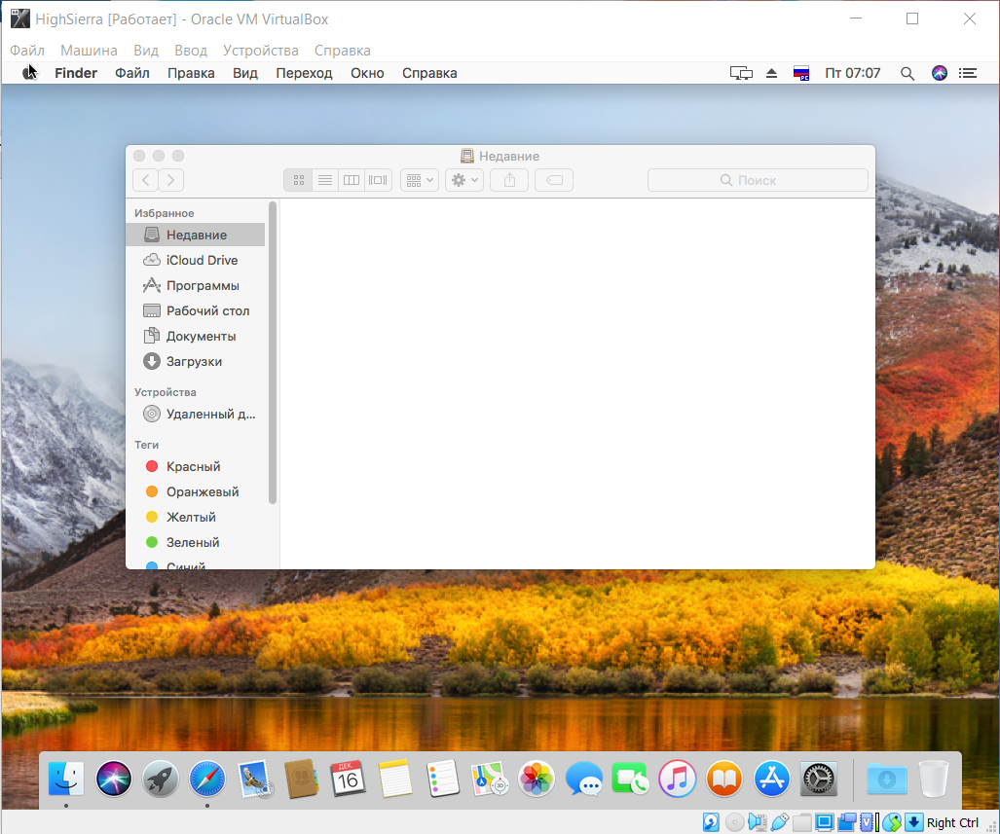 HighSierra [Работает] - Oracle VM VirtualBox
Файл Машина Вид Ввод Устройства Справка
Finder Файл Правка Вид Переход Окно Справка РС Пт 07:07
Недавние
Поиск
Избранное
Недавние
iCloud Drive
Программы
Рабочий стол
Документы
Загрузки
Устройства
Удаленный д...
Теги
Красный
Оранжевый
Желтый
Зеленый
Синий
ДЕК.
16
Right Ctrl